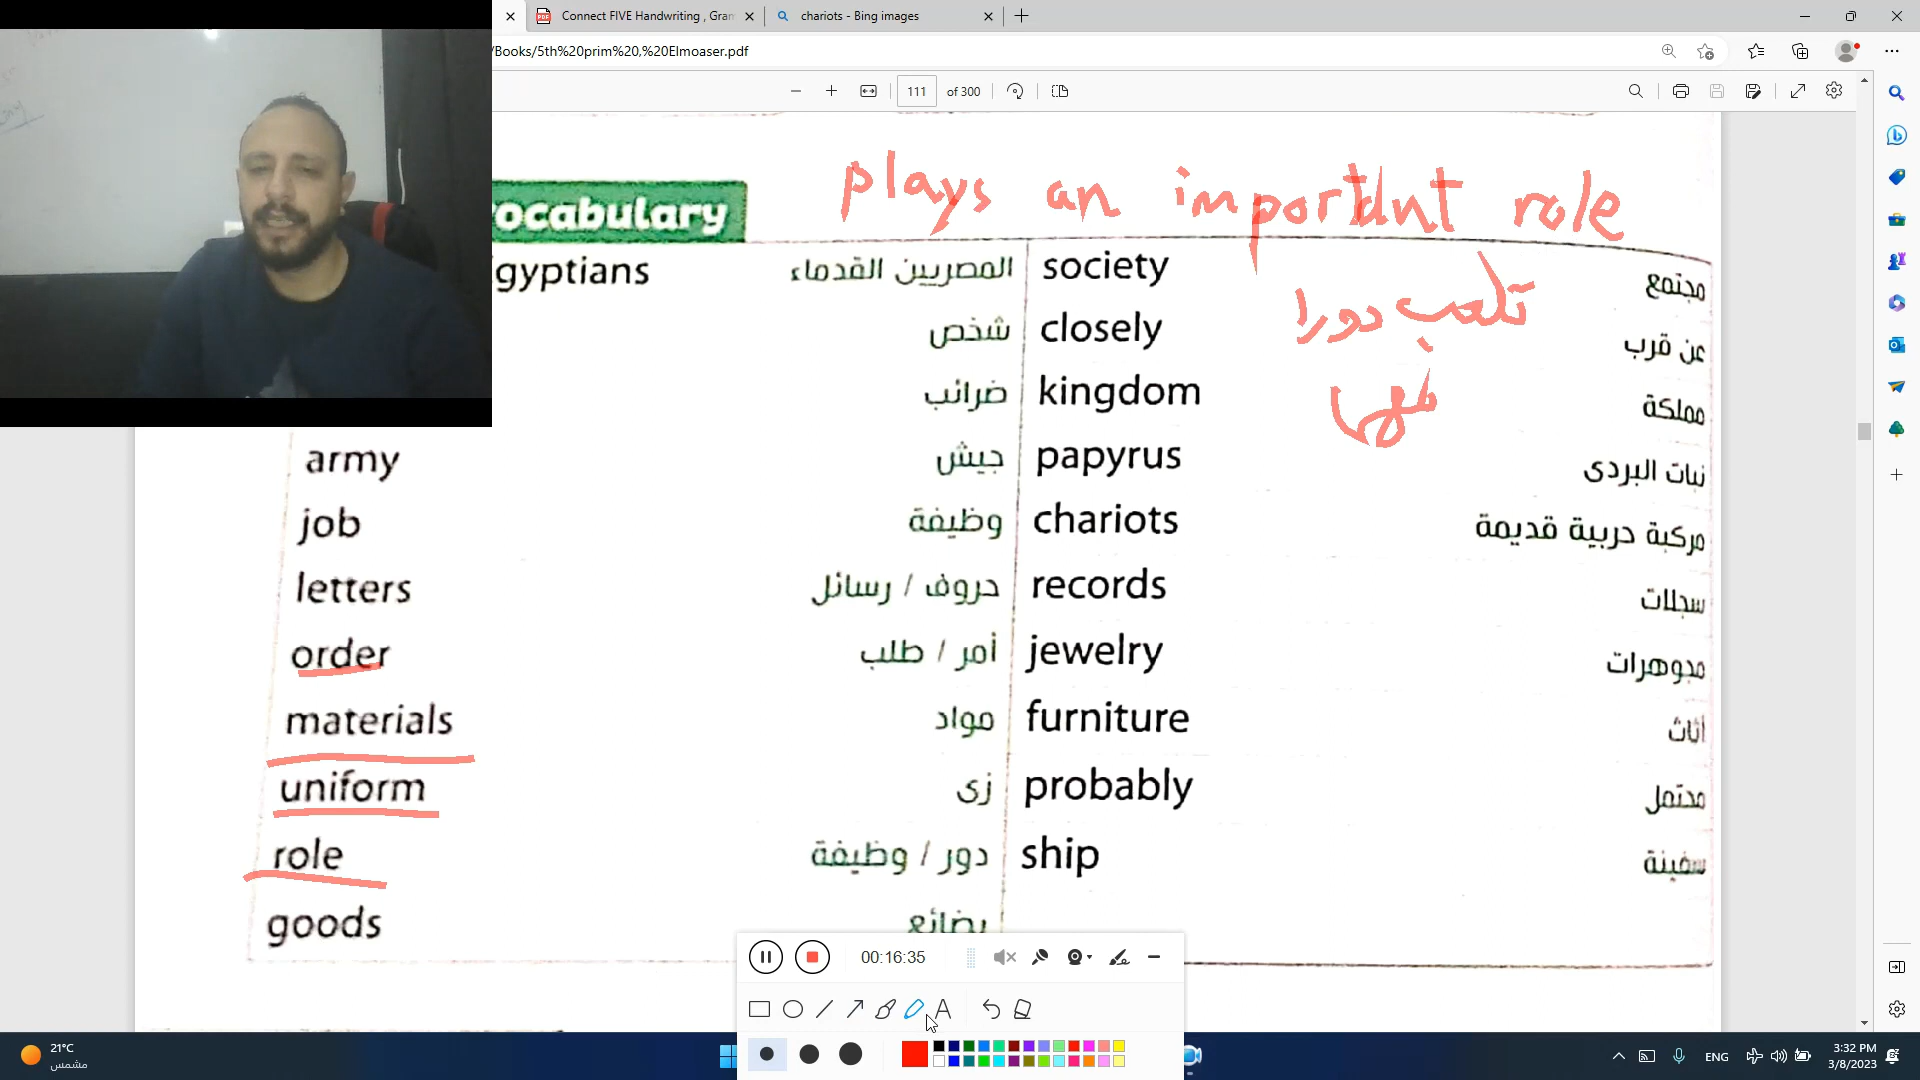 Connect FIVE Handwriting , Gran
chariots - Bing images
/Books/5th%20prim%20,%20Elmoaser.pdf
111 of 300
plays an important role
vocabulary
gyptians المصريين القدماء society مجتمع
شخص closely عن قرب
تلعب دورا
ضرائب kingdom مملكة
army جيش papyrus نبات البردى
job وظيفة chariots مركبة حربية قديمة
letters حروف / رسائل records سجلات
order أمر / طلب jewelry مجوهرات
materials مواد furniture أثاث
uniform زى probably محتمل
role دور / وظيفة ship سفينة
goods بضائع
00:16:35
21°C
مشمس
ENG
3:32 PM
3/8/2023